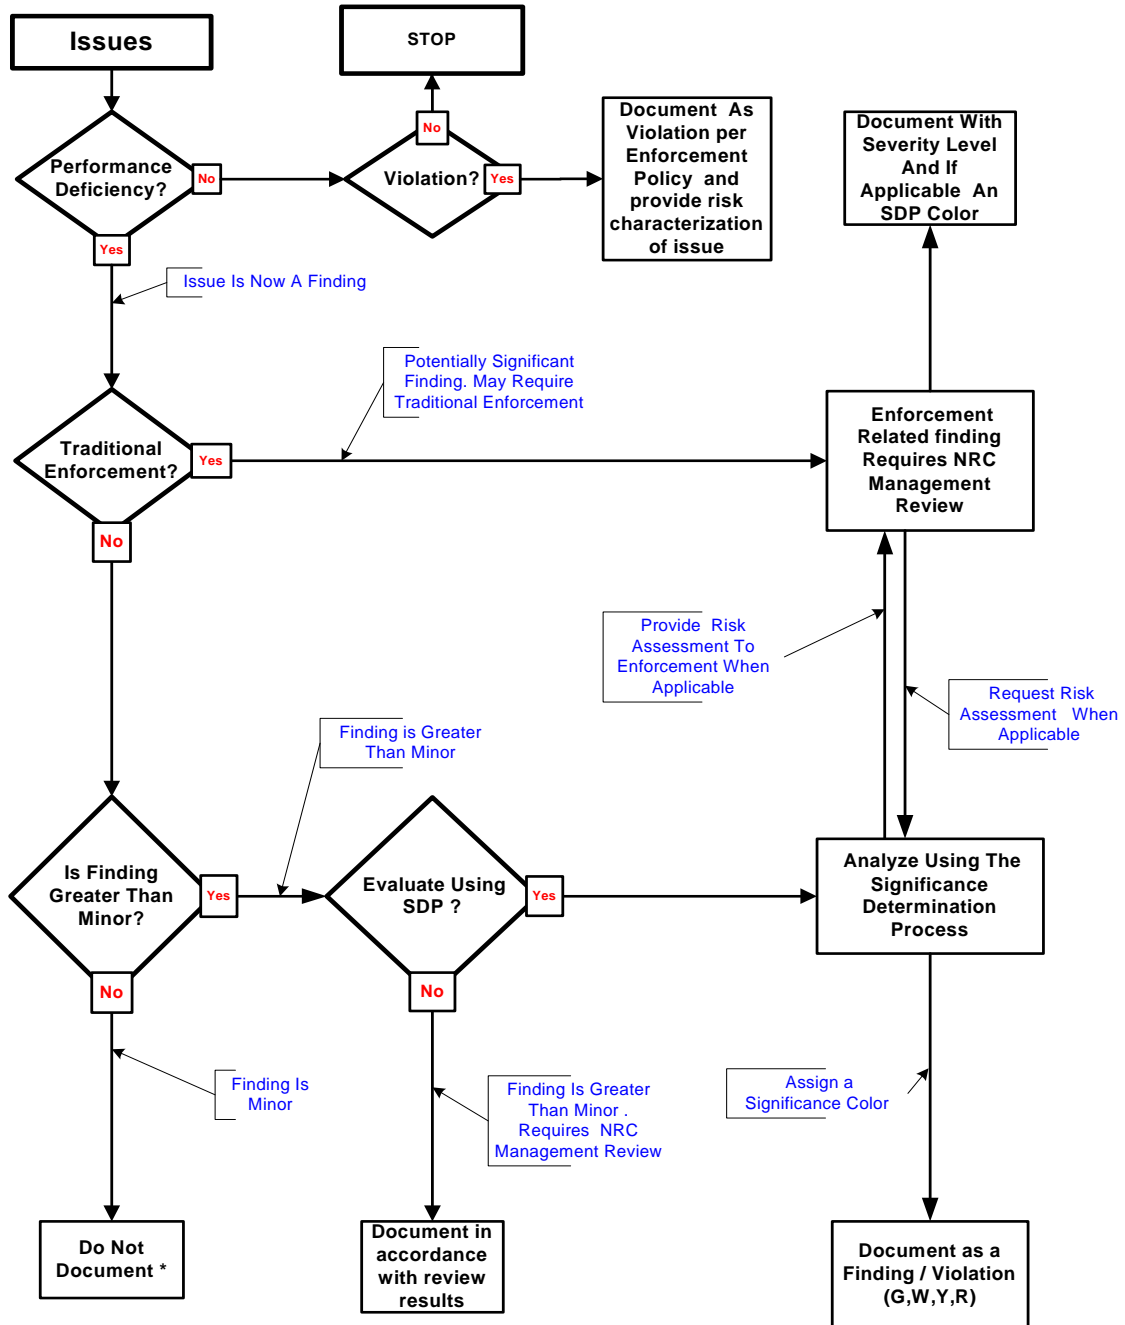 Issues
STOP
Performance
Deficiency?
No
Yes
Violation?
No
Yes
Document As
Violation per
Enforcement
Policy and
provide risk
characterization
of issue
Document With
Severity Level
And If
Applicable An
SDP Color
Issue Is Now A Finding
Potentially Significant
Finding. May Require
Traditional Enforcement
Traditional
Enforcement?
Yes
No
Enforcement
Related finding
Requires NRC
Management
Review
Provide Risk
Assessment To
Enforcement When
Applicable
Request Risk
Assessment When
Applicable
Finding is Greater
Than Minor
Is Finding
Greater Than
Minor?
Yes
No
Evaluate Using
SDP ?
Yes
No
Analyze Using The
Significance
Determination
Process
Finding Is
Minor
Finding Is Greater
Than Minor .
Requires NRC
Management Review
Assign a
Significance Color
Do Not
Document *
Document in
accordance
with review
results
Document as a
Finding / Violation
(G,W,Y,R)